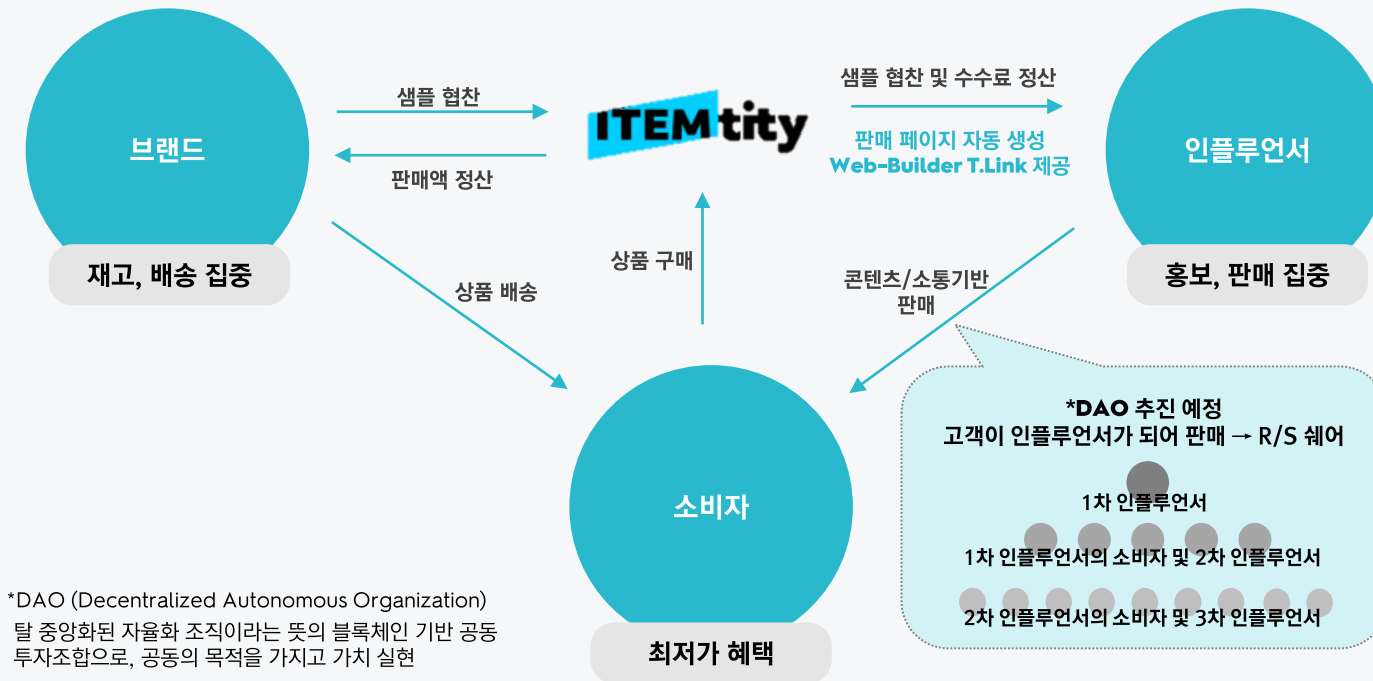 브랜드
재고, 배송 집중
샘플 협찬
판매액 정산
ITEMtity
샘플 협찬 및 수수료 정산
판매 페이지 자동 생성
Web-Builder T.Link 제공
인플루언서
홍보, 판매 집중
상품 배송
상품 구매
콘텐츠/소통기반
판매
소비자
최저가 혜택
*DAO 추진 예정
고객이 인플루언서가 되어 판매 → R/S 쉐어
1차 인플루언서
1차 인플루언서의 소비자 및 2차 인플루언서
2차 인플루언서의 소비자 및 3차 인플루언서
*DAO (Decentralized Autonomous Organization)
탈 중앙화된 자율화 조직이라는 뜻의 블록체인 기반 공동
투자조합으로, 공동의 목적을 가지고 가치 실현